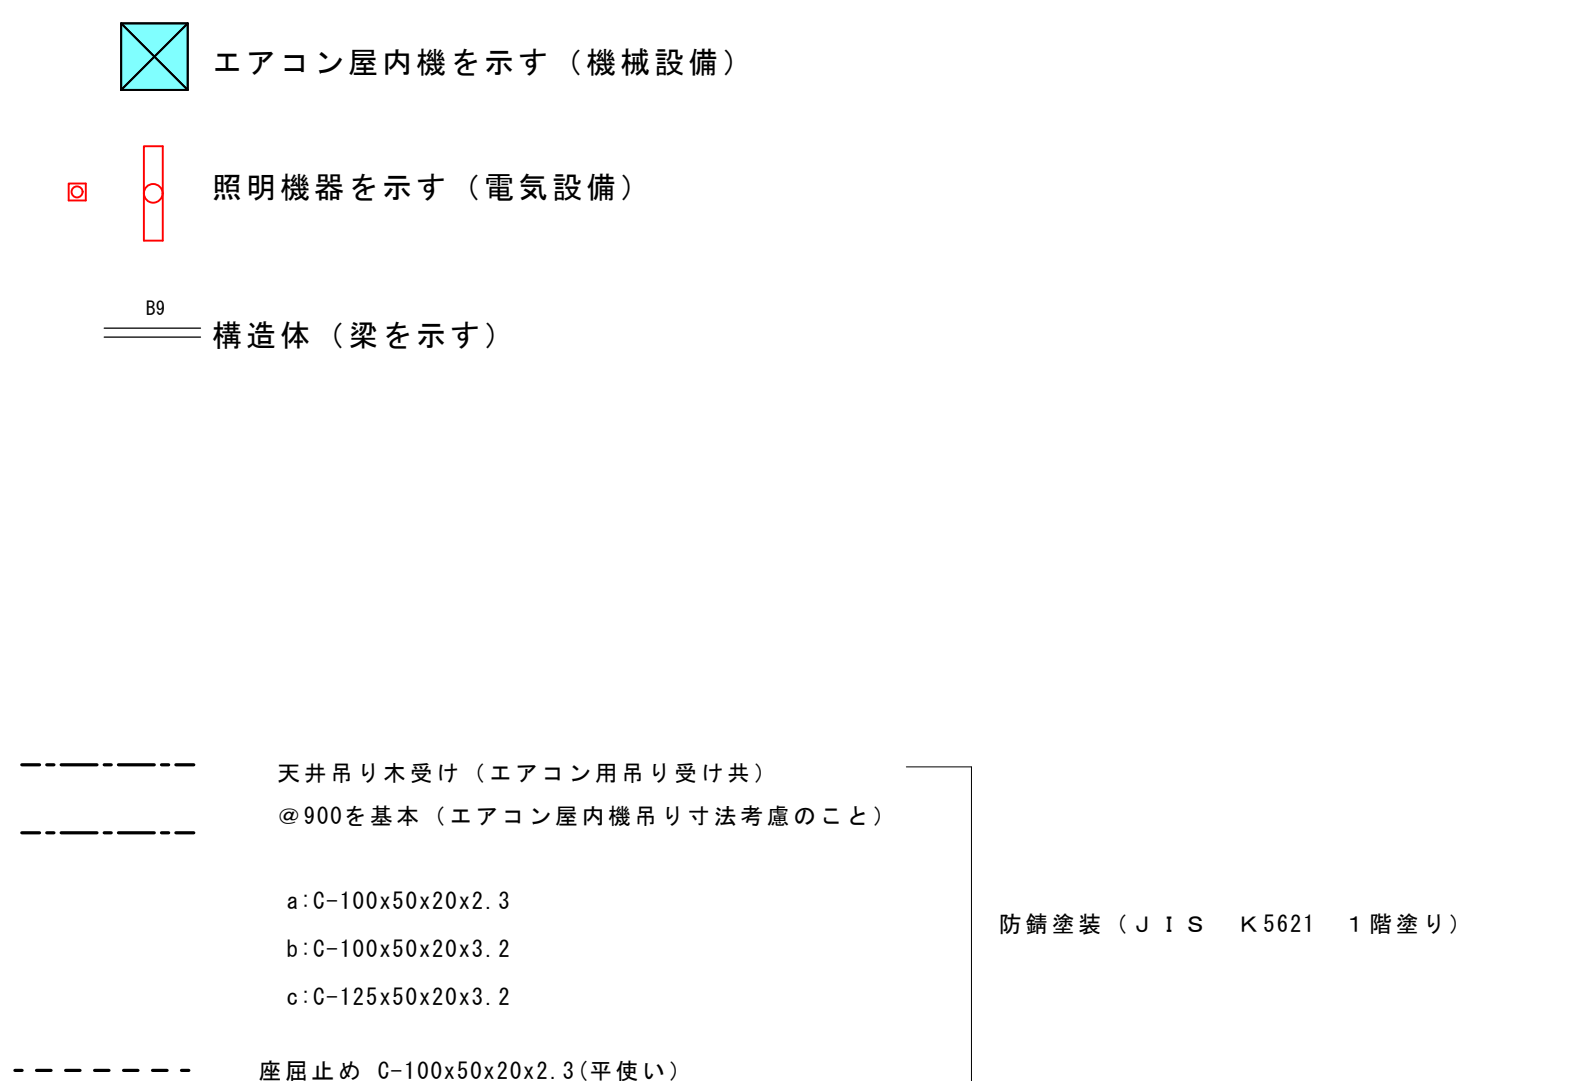 エアコン屋内機を示す（機械設備）
照明機器を示す（電気設備）
B9
構造体（梁を示す）
天井吊り木受け（エアコン用吊り受け共）
＠900を基本（エアコン屋内機吊り寸法考慮のこと）
a:C-100x50x20x2.3
b:C-100x50x20x3.2
c:C-125x50x20x3.2
防錆塗装（ＪＩＳ　Ｋ5621　１階塗り）
座屈止め C-100x50x20x2.3(平使い)